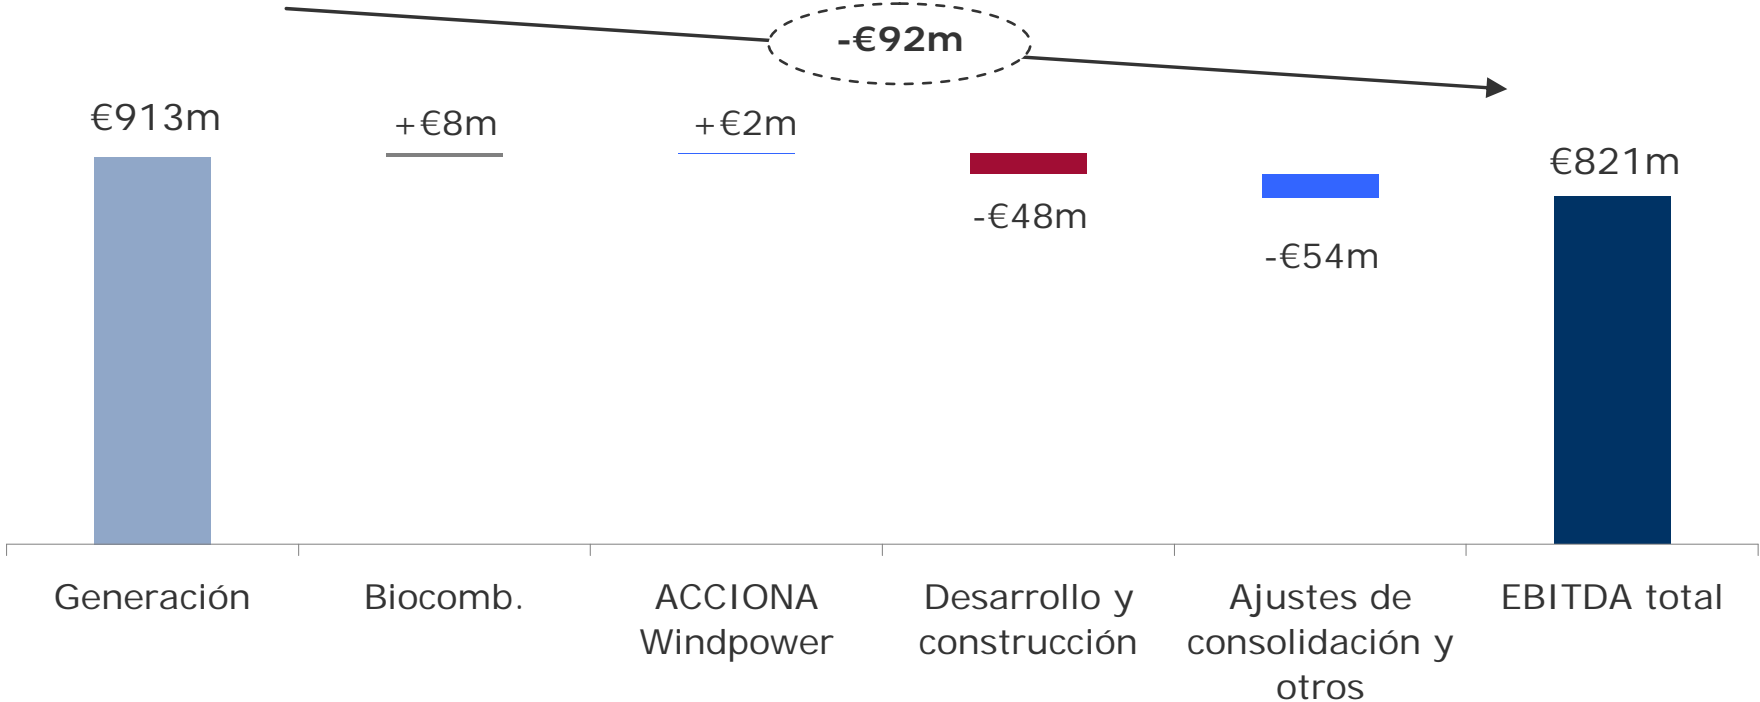 -€92m
€913m
+€8m
+€2m
-€48m
-€54m
€821m
Generación
Biocomb.
ACCIONA
Windpower
Desarrollo y
construcción
Ajustes de
consolidación y
otros
EBITDA total